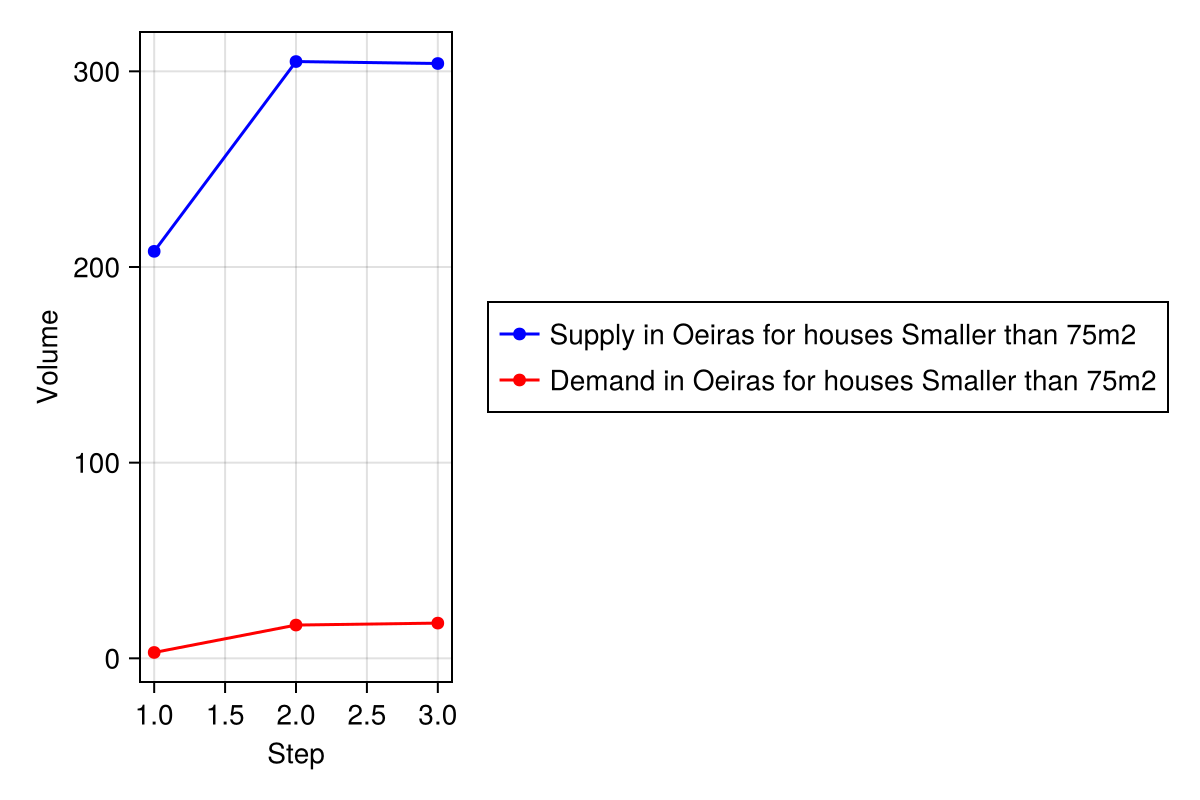 300
200
100
0
Volume
1.0 1.5 2.0 2.5 3.0
Step
Supply in Oeiras for houses Smaller than 75m2
Demand in Oeiras for houses Smaller than 75m2